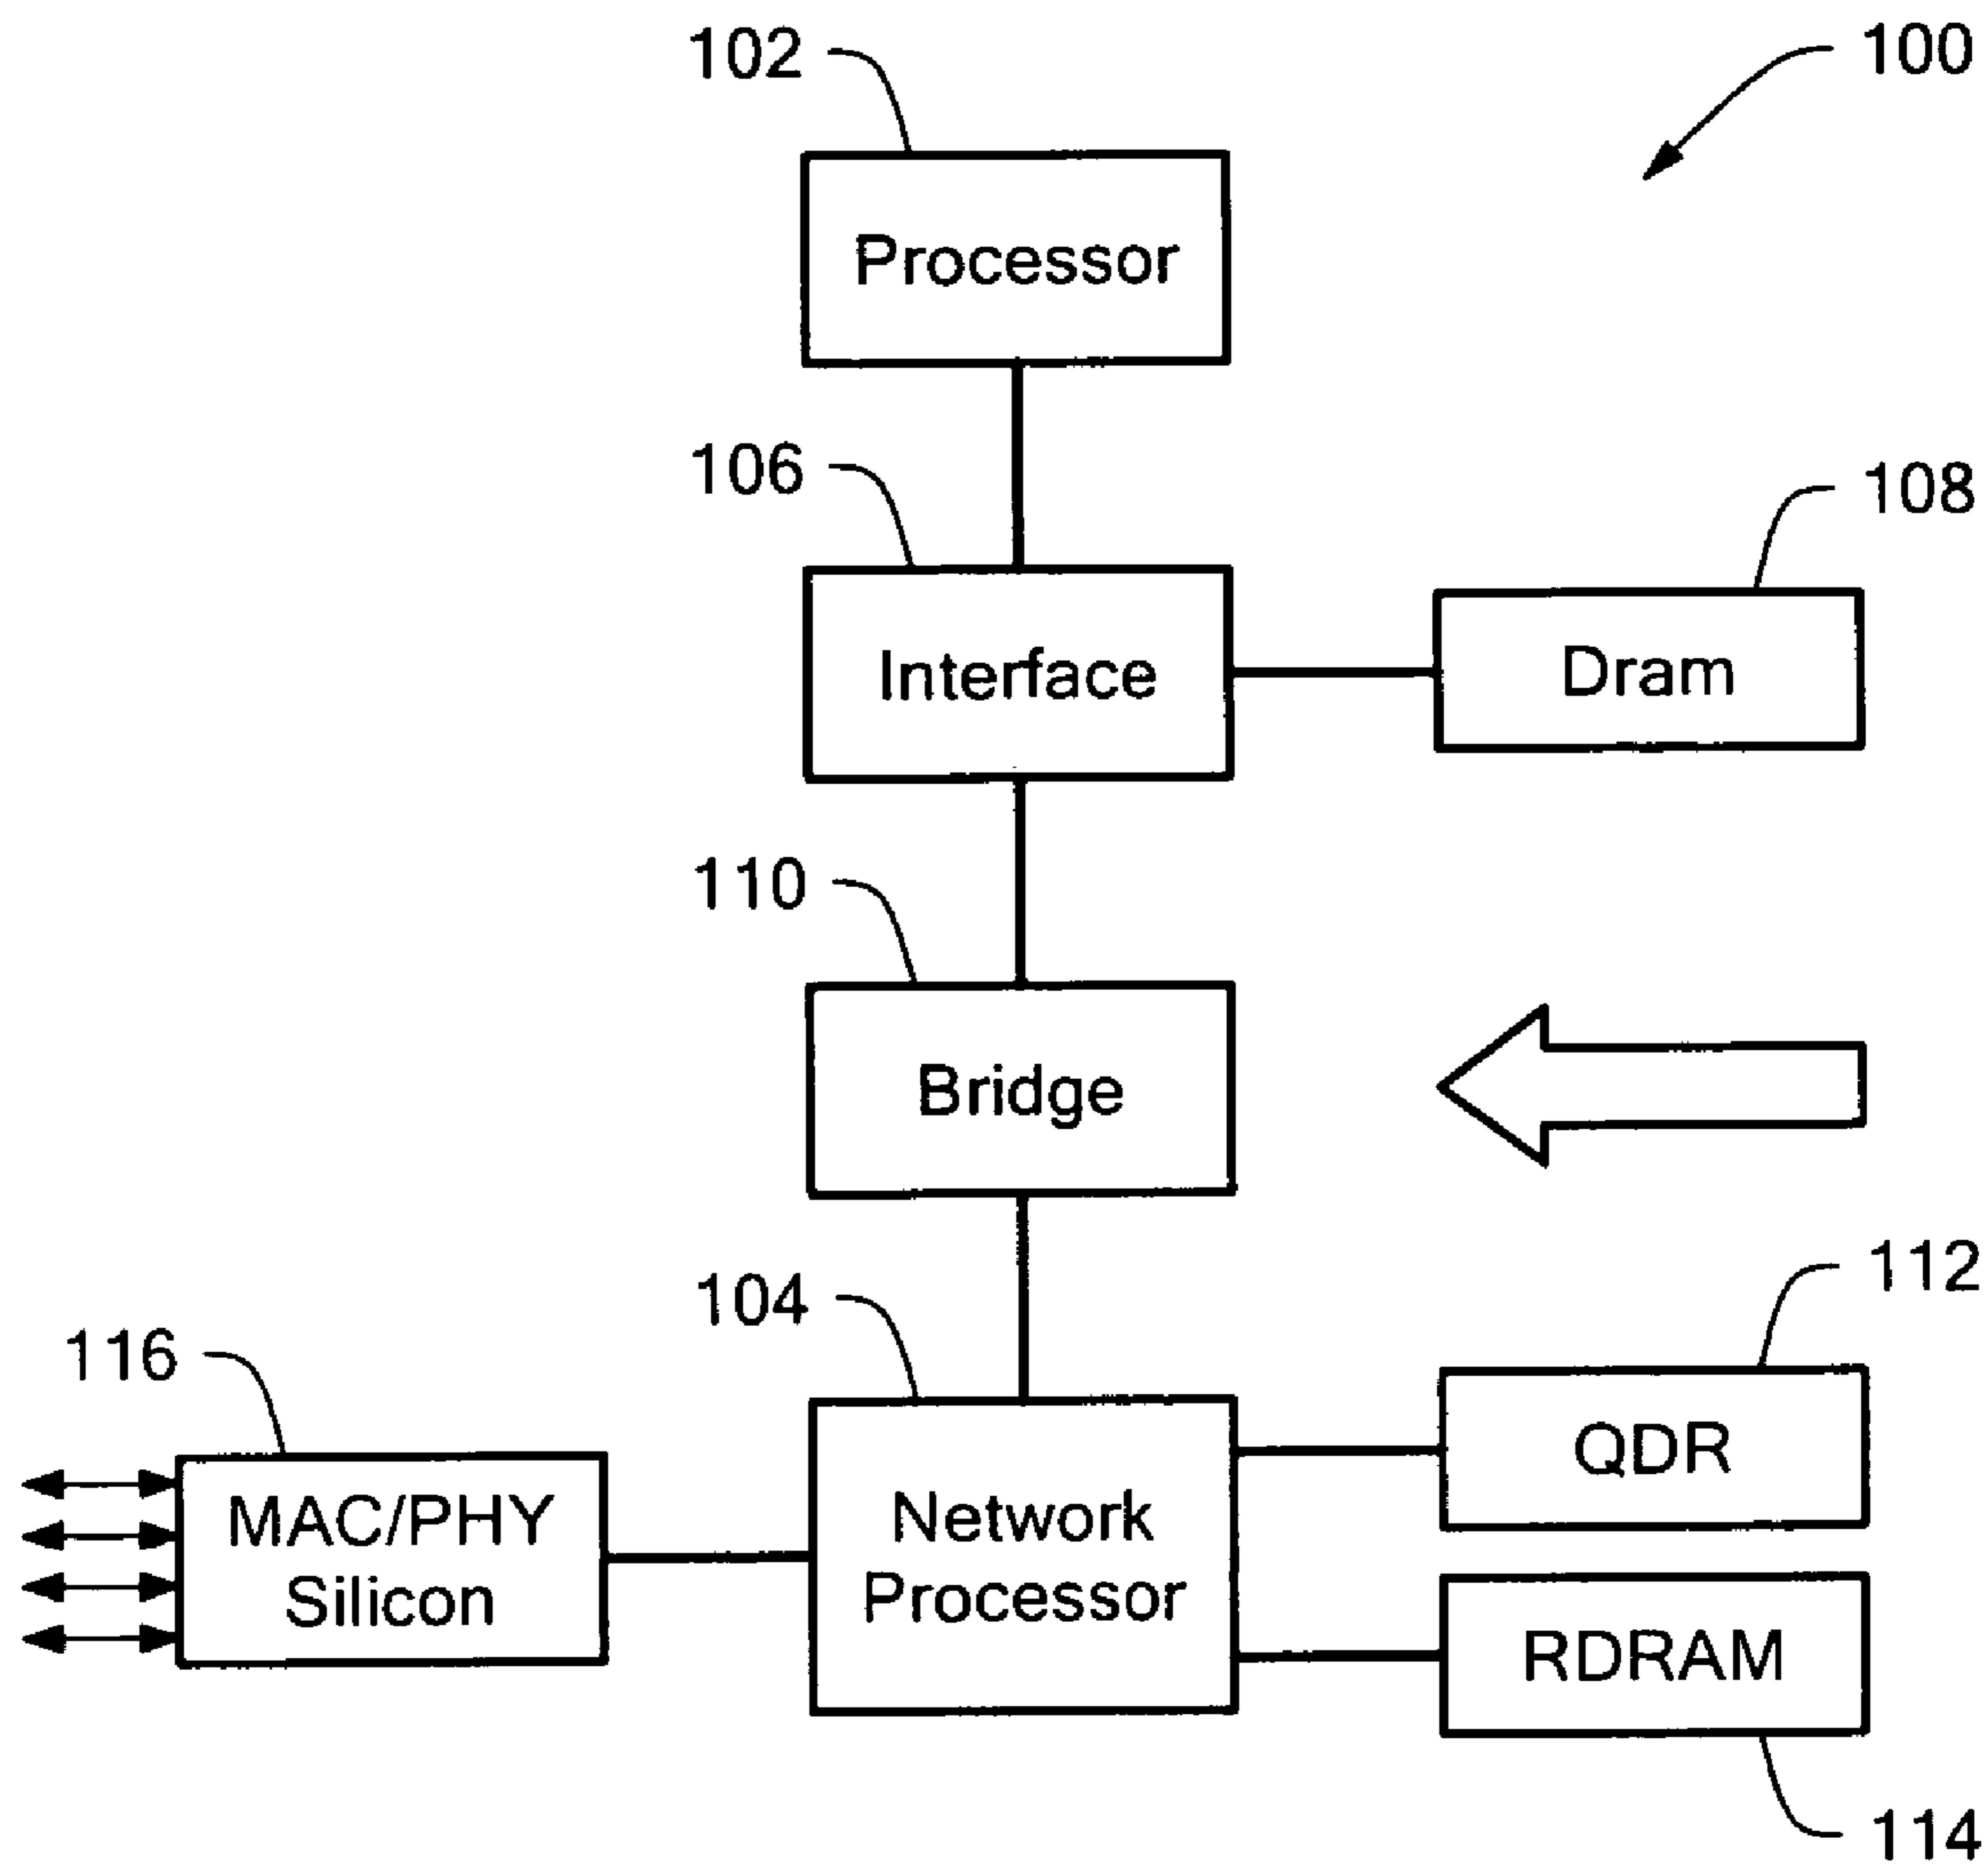 102
100
Processor
106
108
Interface
Dram
110
Bridge
112
104
116
QDR
MAC/PHY
Silicon
Network
Processor
RDRAM
114